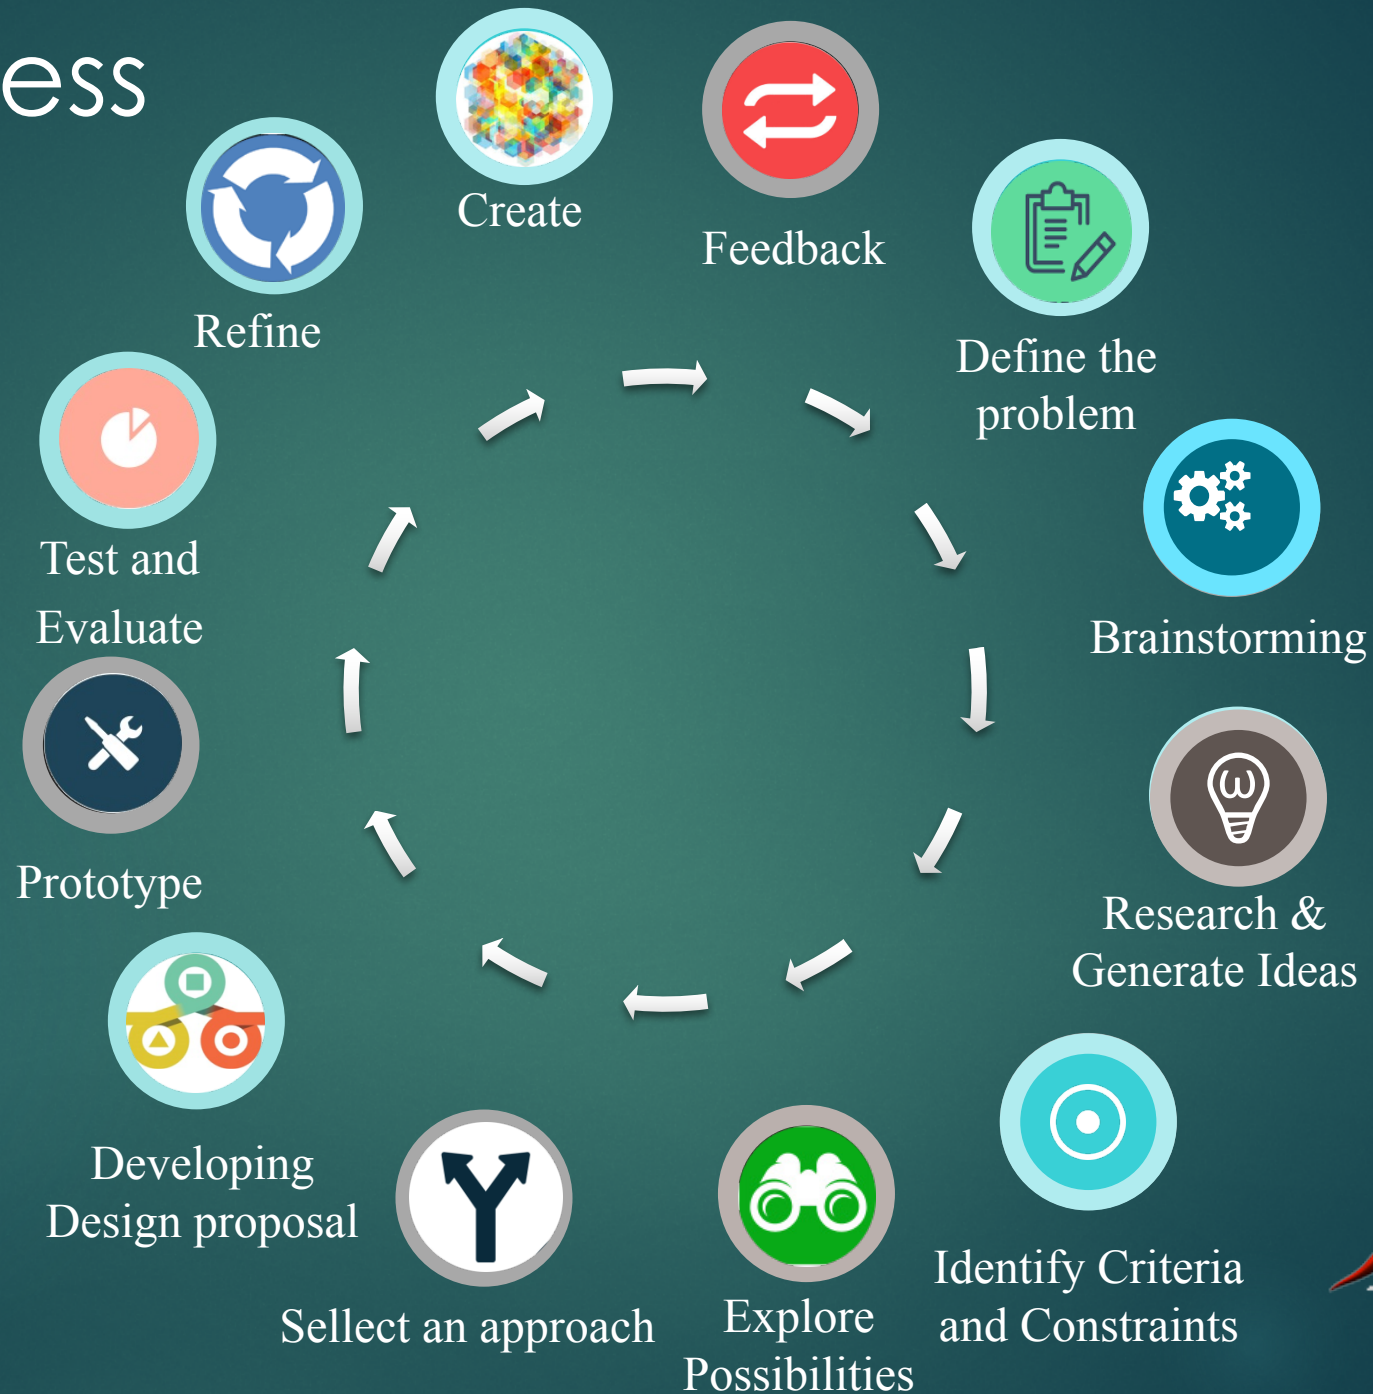 ess
Create
Feedback
Define the
problem
Brainstorming
Research &
Generate Ideas
Identify Criteria
and Constraints
Explore
Possibilities
Sellect an approach
Developing
Design proposal
Prototype
Test and
Evaluate
Refine